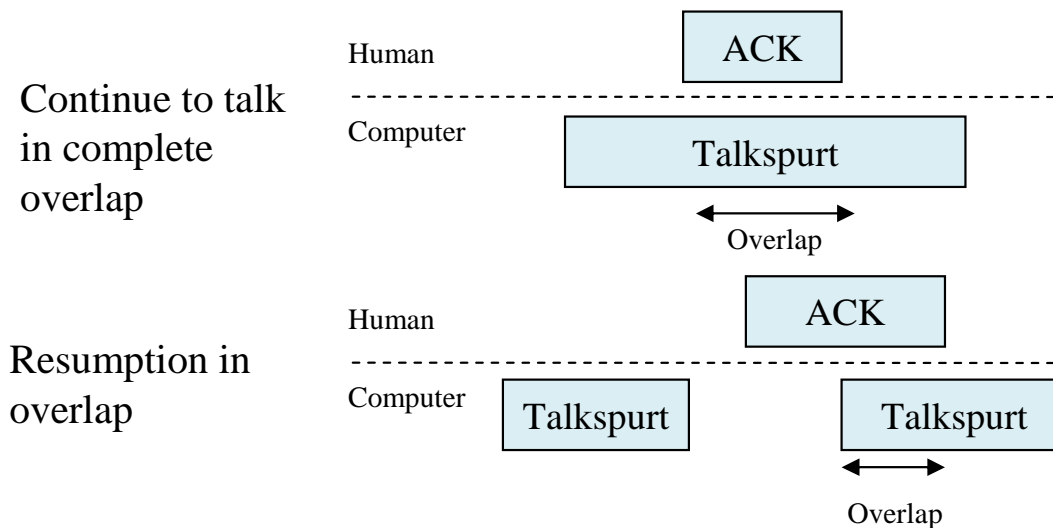 Continue to talk
in complete
overlap
Human
ACK
Computer
Talkspurt
Overlap
Resumption in
overlap
Human
ACK
Computer
Talkspurt
Talkspurt
Overlap